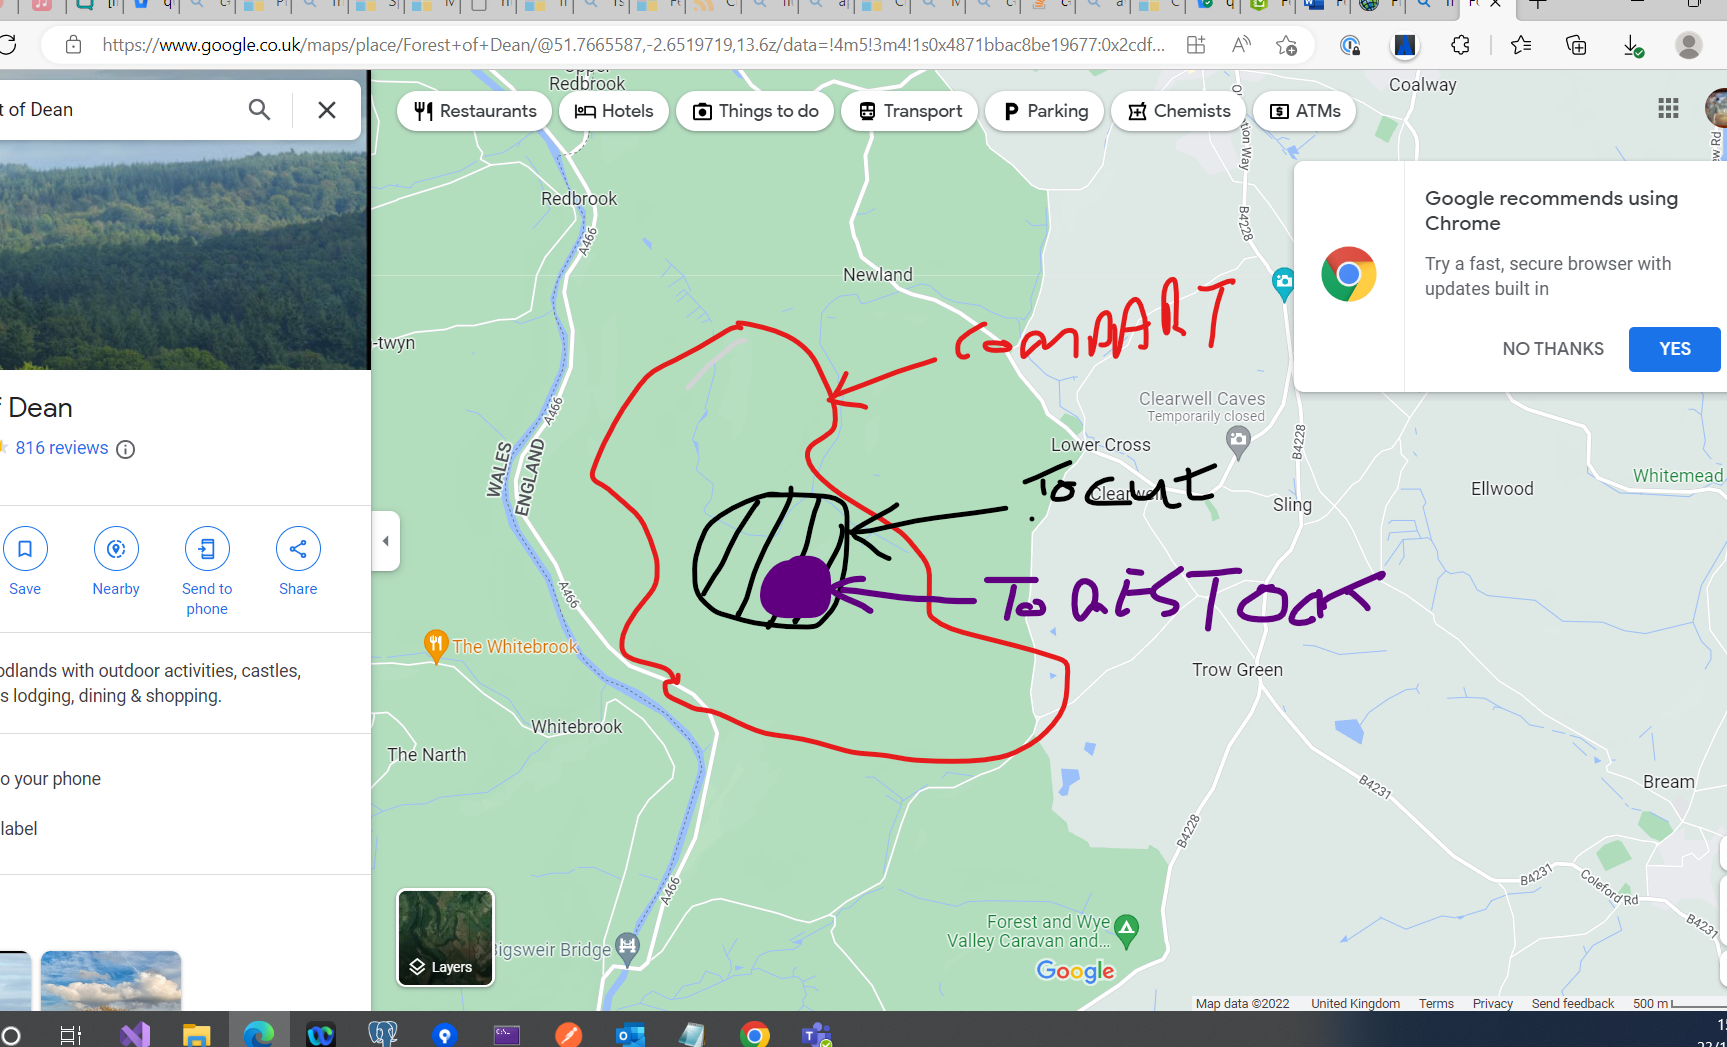 https://www.google.co.uk/maps/place/Forest+of+Dean/@51.7665587,-2.6519719,13.6z/data=!4m5!3m4!1s0x4871bbac8be19677:0x2cdf...
t of Dean
Restaurants
Hotels
Things to do
Transport
Parking
Chemists
ATMs
Upper
Redbrook
Coalway
Redbrook
A466
Newland
B4228
-twyn
Google recommends using
Chrome
Try a fast, secure browser with
updates built in
NO THANKS
YES
COMPART
f Dean
816 reviews
A466
WALES
ENGLAND
Clearwell Caves
Temporarily closed
Lower Cross
B4228
Whitemead
To cut
Clearwell
Sling
Ellwood
Save
Nearby
Send to
phone
Share
A466
To RESTOCK
The Whitebrook
Trow Green
odlands with outdoor activities, castles,
s lodging, dining & shopping.
Whitebrook
The Narth
o your phone
label
B4231
Bream
B4228
A466
B4231
Coleford Rd
B4231
Forest and Wye
Valley Caravan and...
Bigsweir Bridge
Layers
Google
Map data ©2022
United Kingdom
Terms
Privacy
Send feedback
500 m